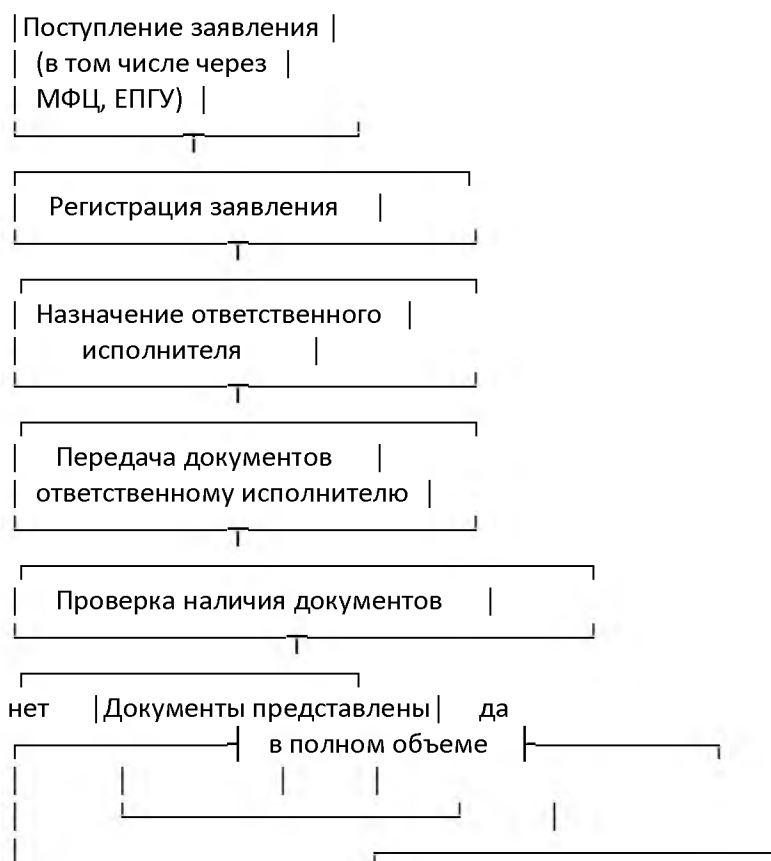 Поступление заявления
(в том числе через
МФЦ, ЕПГУ)
Регистрация заявления
Назначение ответственного
исполнителя
Передача документов
ответственному исполнителю
Проверка наличия документов
нет Документы представлены да
в полном объеме